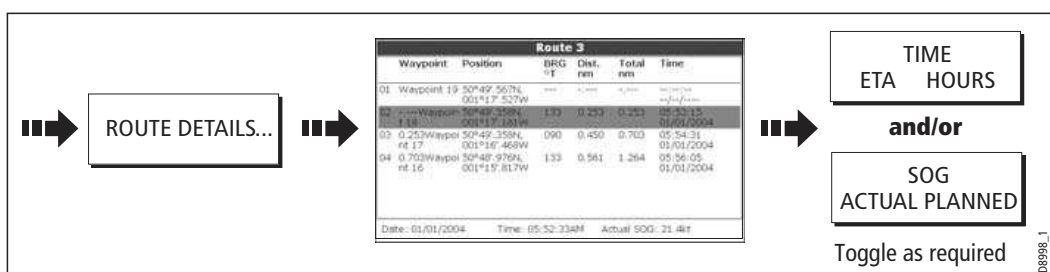 ROUTE DETAILS...
Route 3
Waypoint Position BRG Dist. Total Time
°T nm nm
01 Waypoint 19 50°49'.567N, --- -.--- -.--- --:--:--
001°17'.527W --/--/----
02 50°49'.358N, 133 0.253 0.253 05:53:15
t 18 001°17'.181W 01/01/2004
03 0.253Waypoi 50°49'.358N, 090 0.450 0.703 05:54:31
nt 17 001°16'.468W 01/01/2004
04 0.703Waypoi 50°48'.976N, 133 0.561 1.264 05:56:05
nt 16 001°15'.817W 01/01/2004
Date: 01/01/2004 Time: 05:52:33AM Actual SOG: 21.4kt
TIME
ETA HOURS
and/or
SOG
ACTUAL PLANNED
Toggle as required
D8998_1